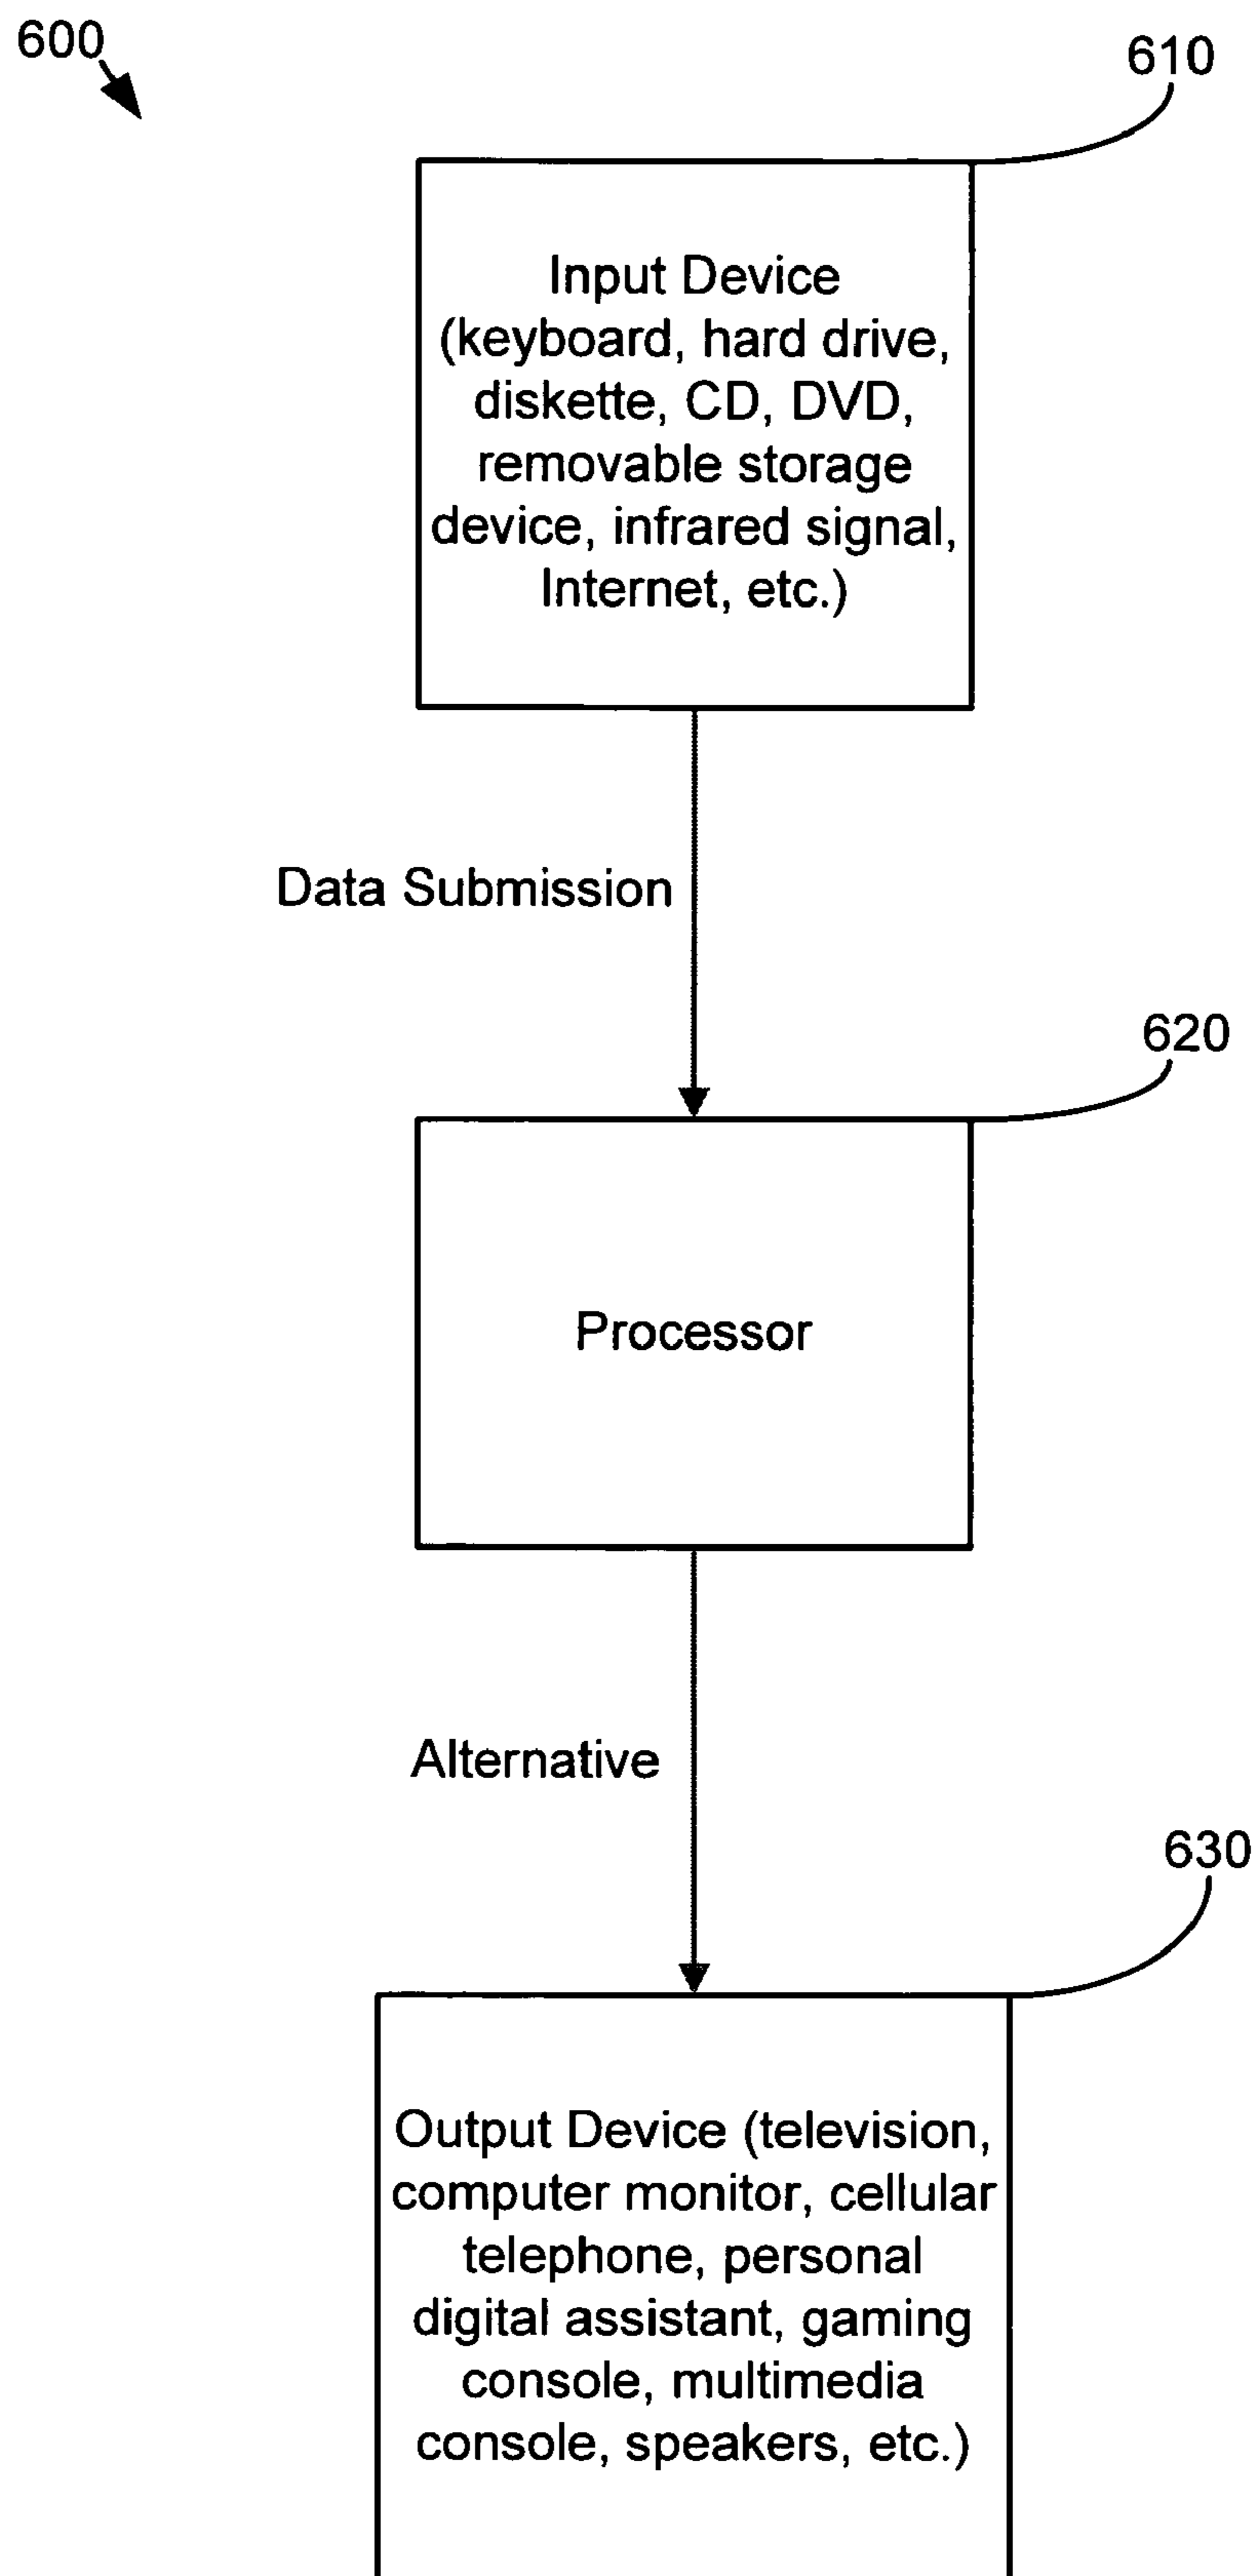 600
610
Input Device
(keyboard, hard drive,
diskette, CD, DVD,
removable storage
device, infrared signal,
Internet, etc.)
Data Submission
620
Processor
Alternative
630
Output Device (television,
computer monitor, cellular
telephone, personal
digital assistant, gaming
console, multimedia
console, speakers, etc.)